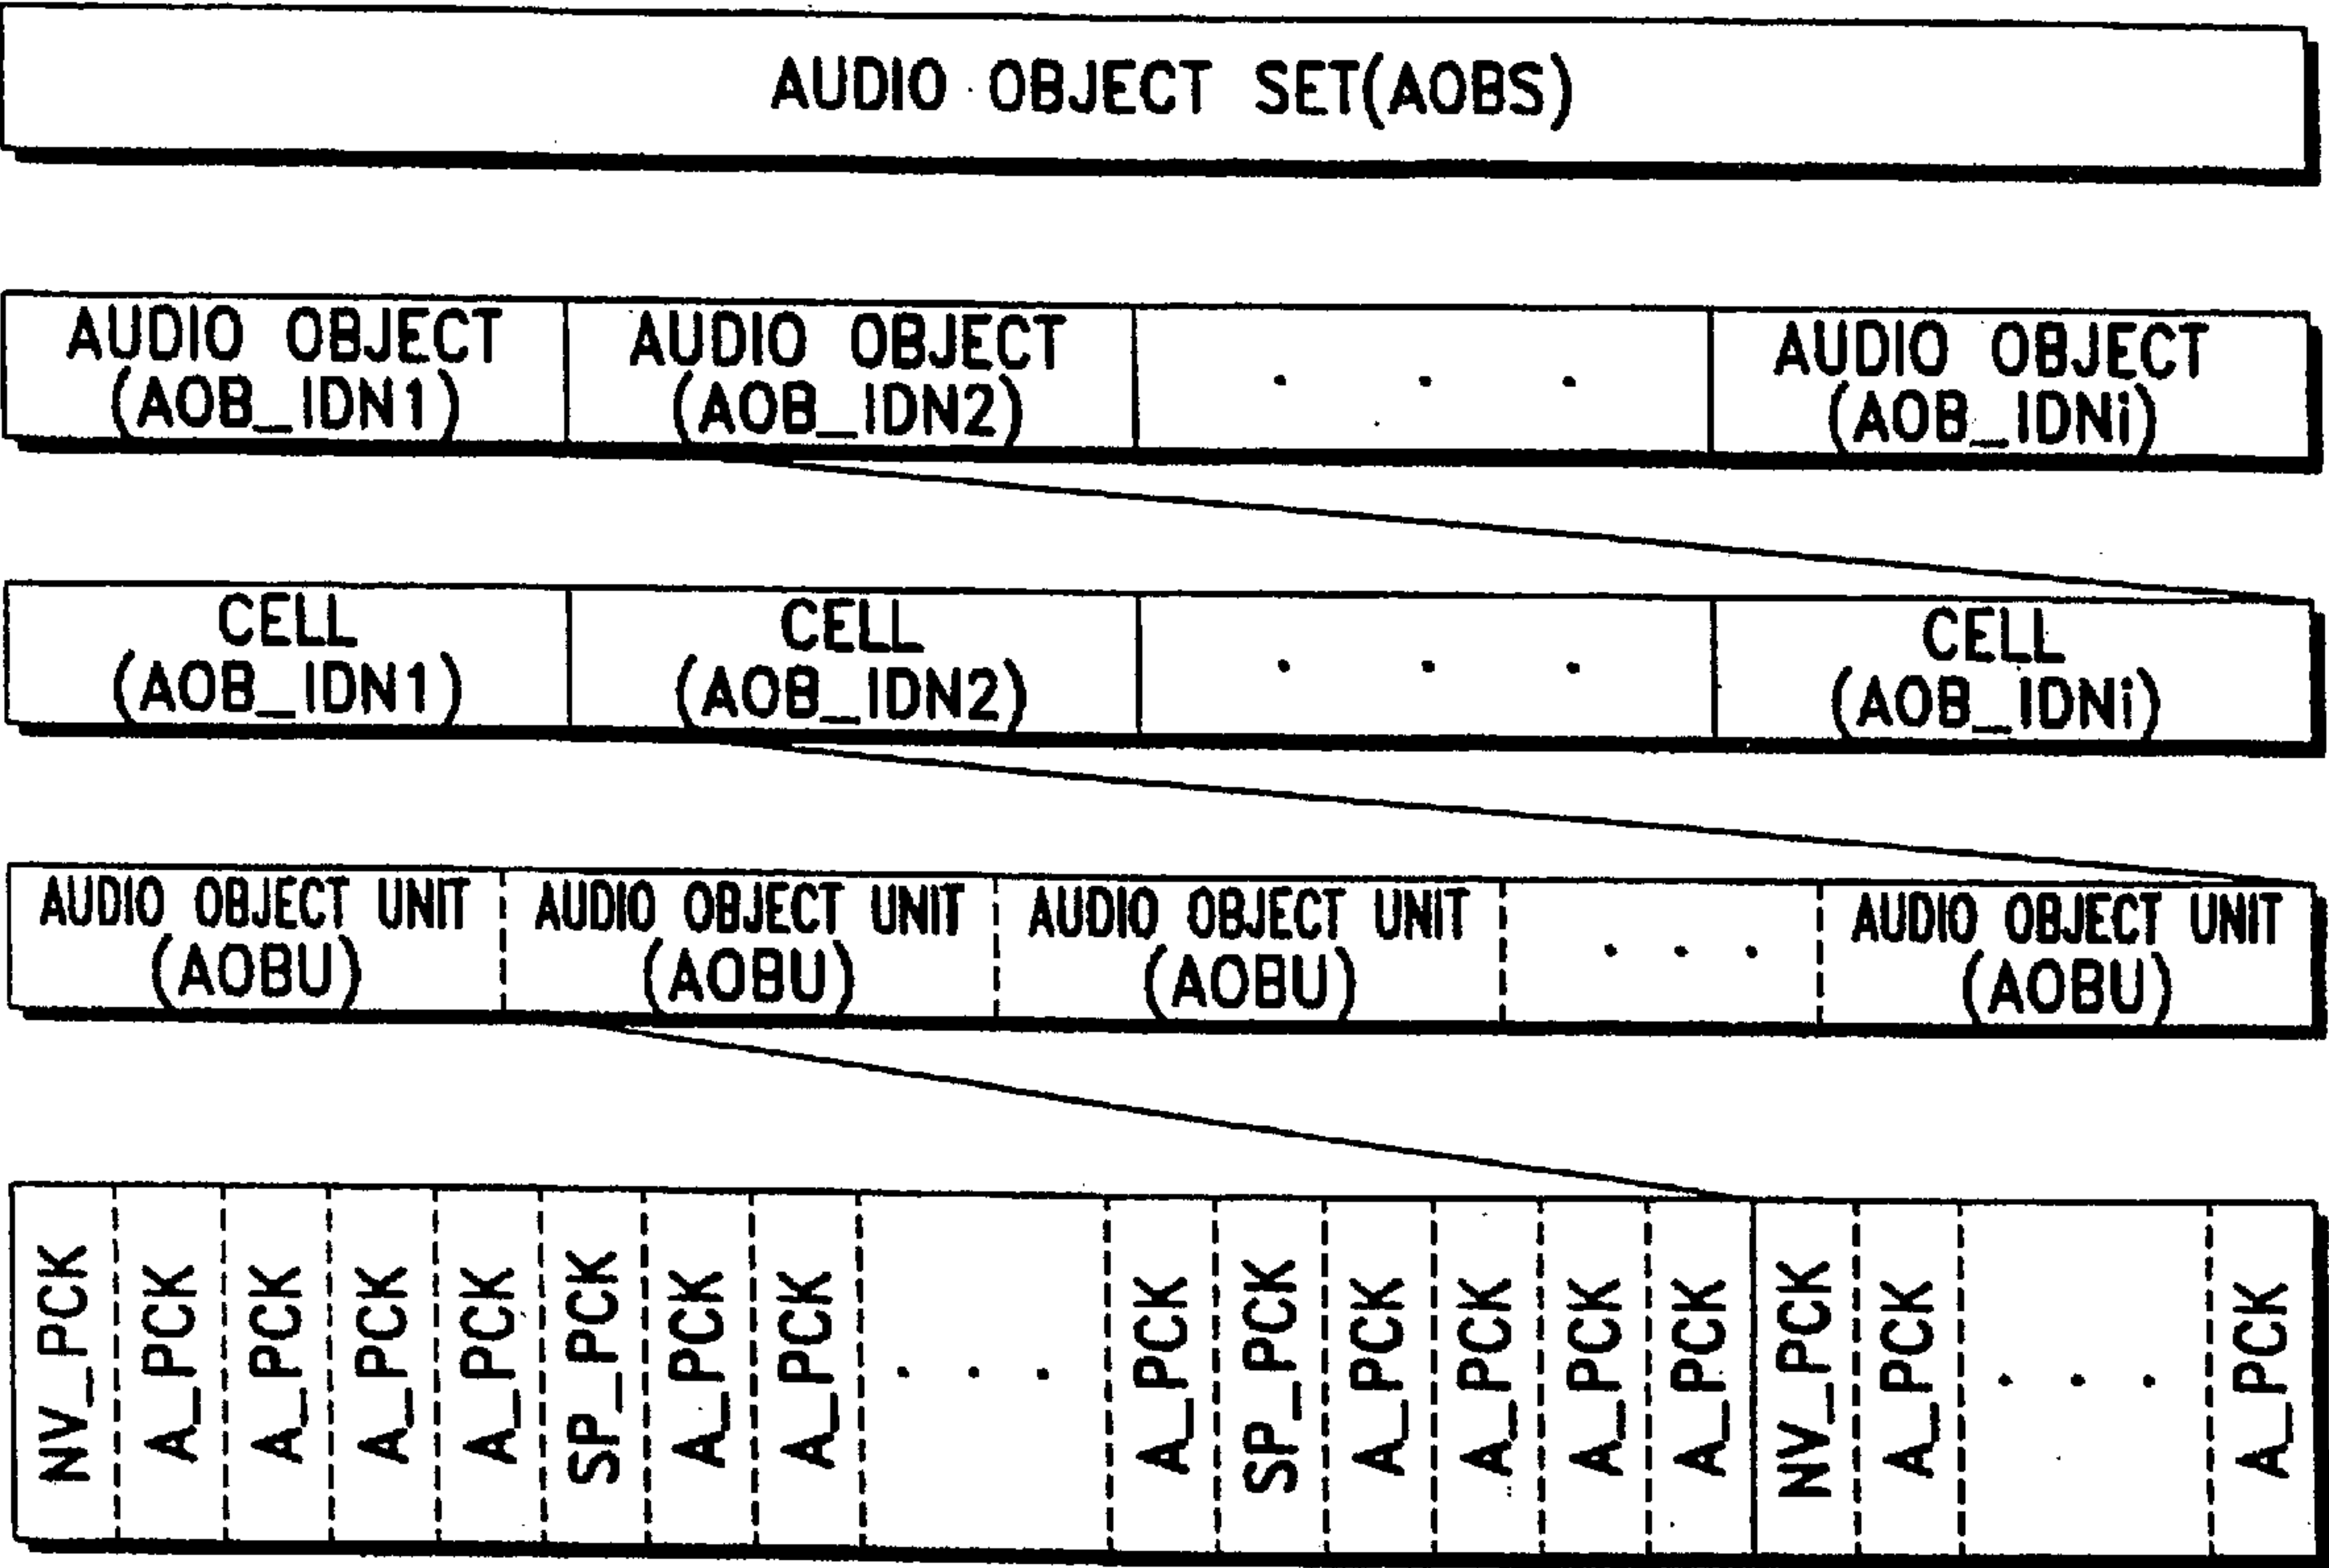 AUDIO OBJECT SET(AOBS)
AUDIO OBJECT
(AOB_IDN1)
AUDIO OBJECT
(AOB_IDN2)
. . .
AUDIO OBJECT
(AOB_IDNi)
CELL
(AOB_IDN1)
CELL
(AOB_IDN2)
. . .
CELL
(AOB_IDNi)
AUDIO OBJECT UNIT
(AOBU)
AUDIO OBJECT UNIT
(AOBU)
AUDIO OBJECT UNIT
(AOBU)
. . .
AUDIO OBJECT UNIT
(AOBU)
NV_PCK
A_PCK
A_PCK
A_PCK
A_PCK
SP_PCK
A_PCK
A_PCK
. . .
A_PCK
SP_PCK
A_PCK
A_PCK
A_PCK
A_PCK
NV_PCK
A_PCK
. . .
A_PCK